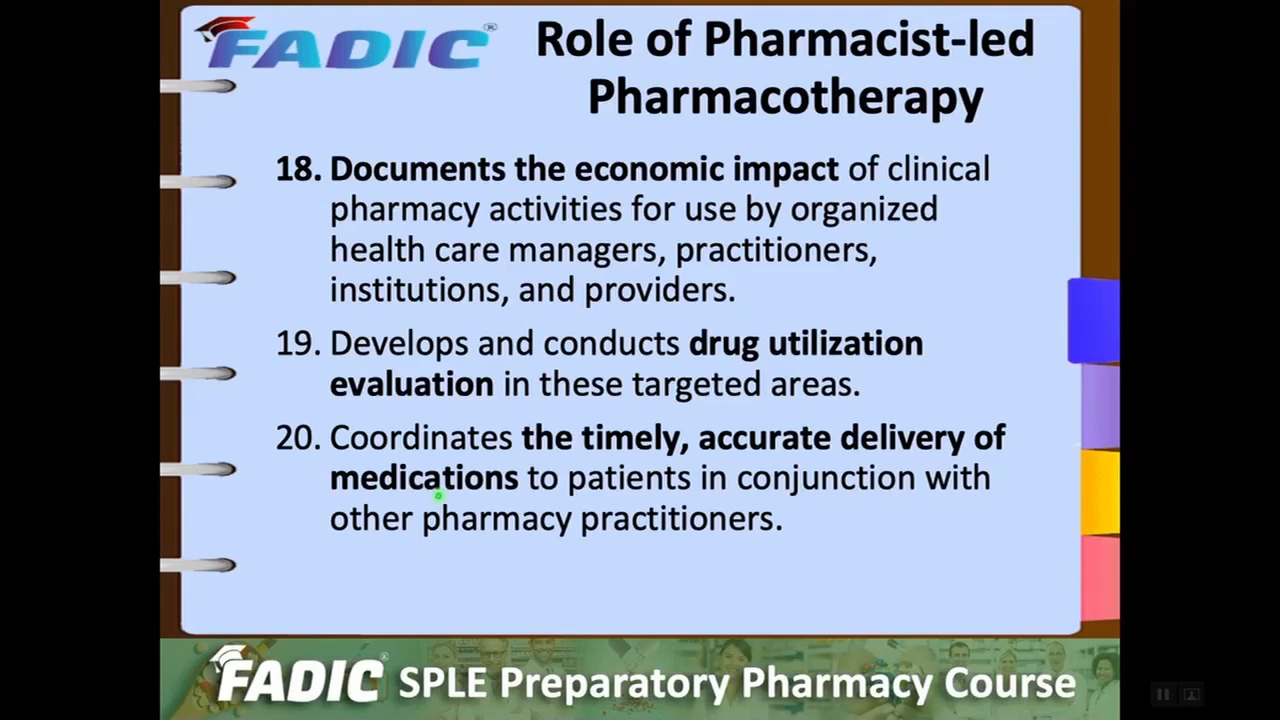 FADIC®
Role of Pharmacist-led
Pharmacotherapy
18. Documents the economic impact of clinical
pharmacy activities for use by organized
health care managers, practitioners,
institutions, and providers.
19. Develops and conducts drug utilization
evaluation in these targeted areas.
20. Coordinates the timely, accurate delivery of
medications to patients in conjunction with
other pharmacy practitioners.
FADIC® SPLE Preparatory Pharmacy Course